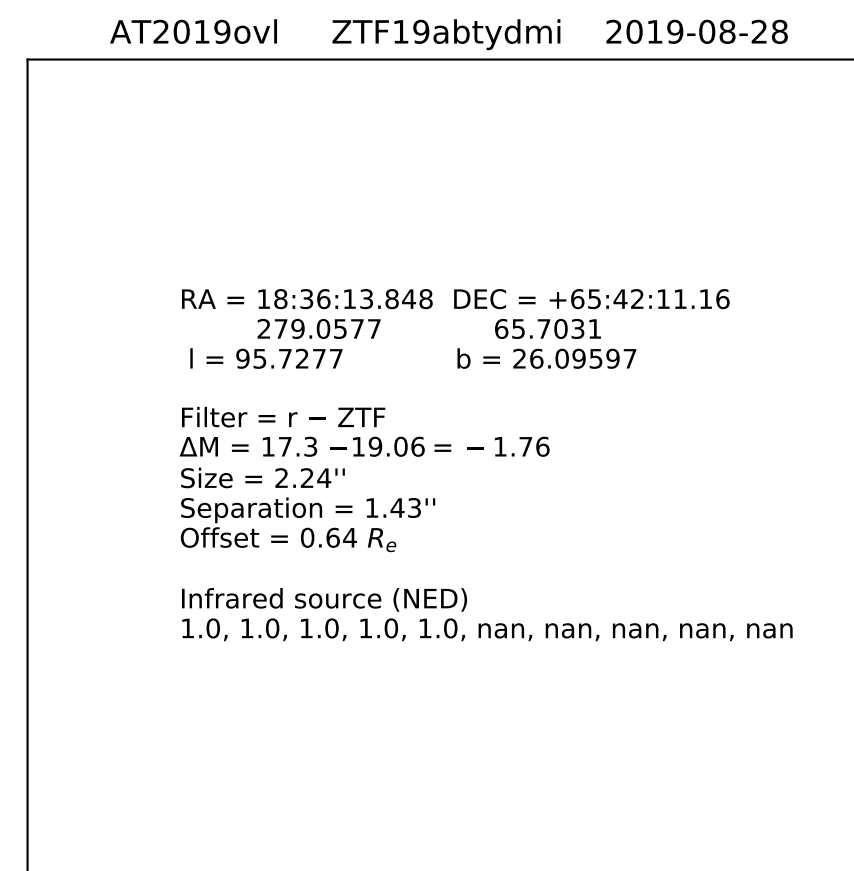 AT2019ovl ZTF19abtydmi 2019-08-28
RA = 18:36:13.848 DEC = +65:42:11.16
279.0577 65.7031
l = 95.7277 b = 26.09597
Filter = r − ZTF
ΔM = 17.3 −19.06 = − 1.76
Size = 2.24''
Separation = 1.43''
Offset = 0.64 Rₑ
Infrared source (NED)
1.0, 1.0, 1.0, 1.0, 1.0, nan, nan, nan, nan, nan